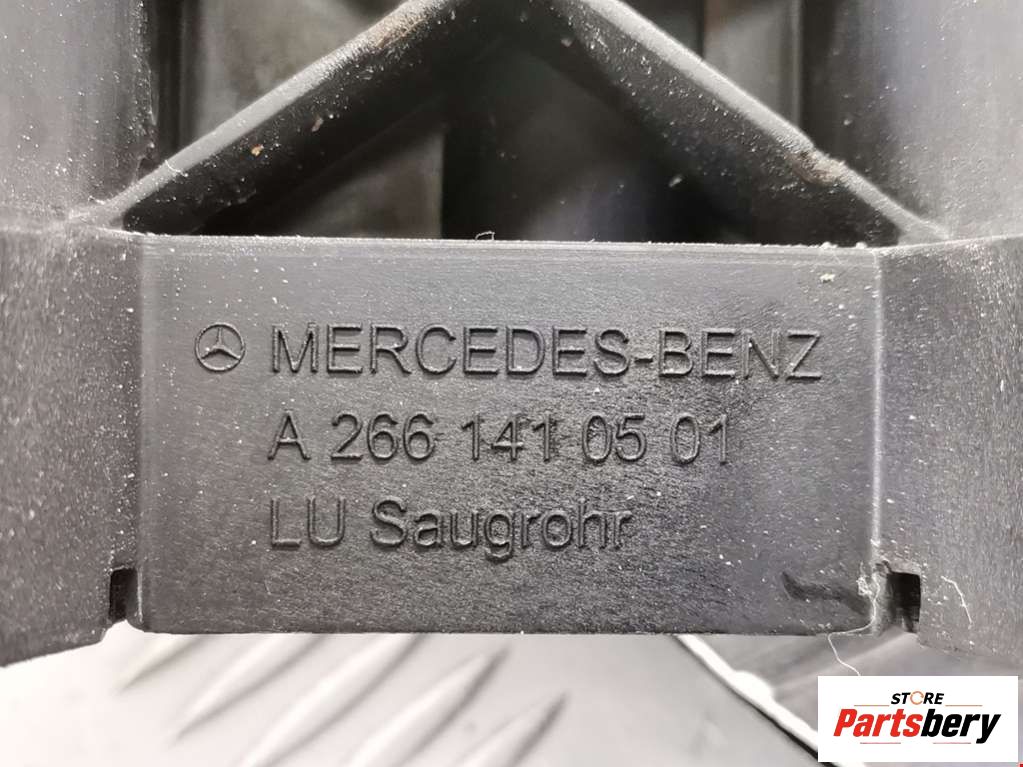 MERCEDES-BENZ
A 266 141 05 01
LU Saugrohr
STORE
Partsbery